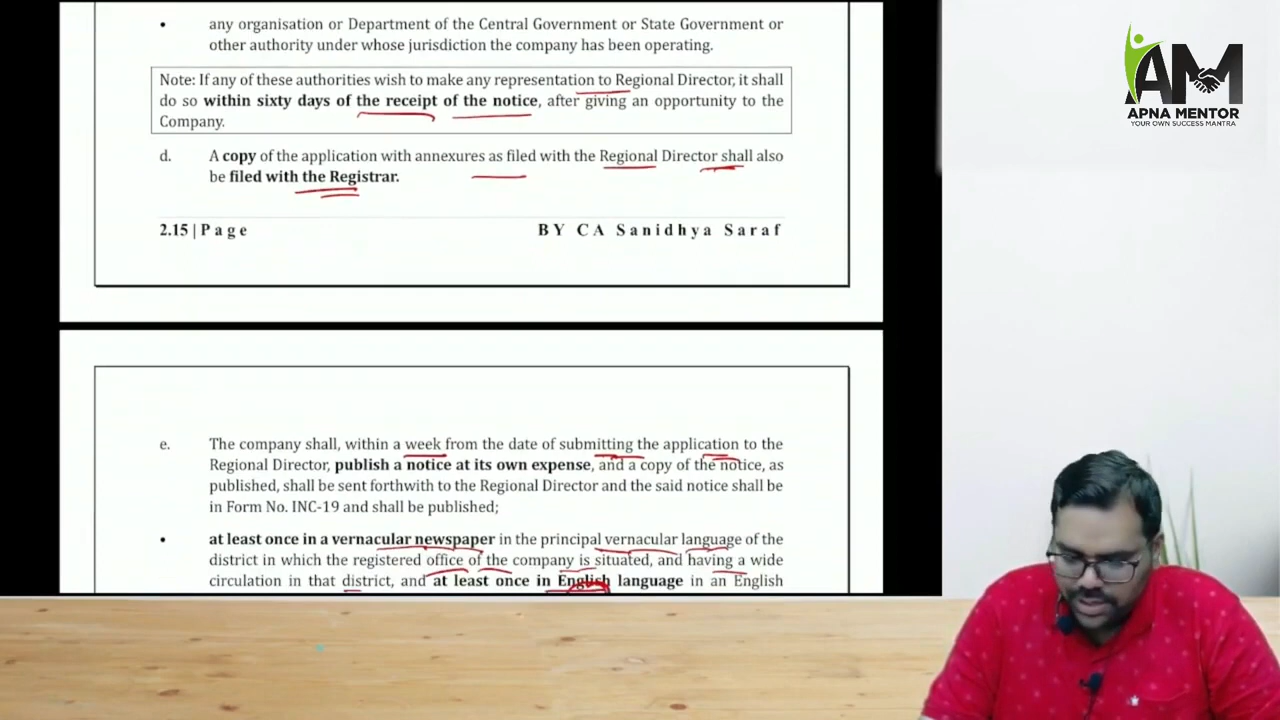 any organisation or Department of the Central Government or State Government or
other authority under whose jurisdiction the company has been operating.
Note: If any of these authorities wish to make any representation to Regional Director, it shall
do so within sixty days of the receipt of the notice, after giving an opportunity to the
Company.
d. A copy of the application with annexures as filed with the Regional Director shall also
be filed with the Registrar.
2.15 | Page BY CA Sanidhya Saraf
e. The company shall, within a week from the date of submitting the application to the
Regional Director, publish a notice at its own expense, and a copy of the notice, as
published, shall be sent forthwith to the Regional Director and the said notice shall be
in Form No. INC-19 and shall be published;
at least once in a vernacular newspaper in the principal vernacular language of the
district in which the registered office of the company is situated, and having a wide
circulation in that district, and at least once in English language in an English
AM
APNA MENTOR
YOUR OWN SUCCESS MANTRA